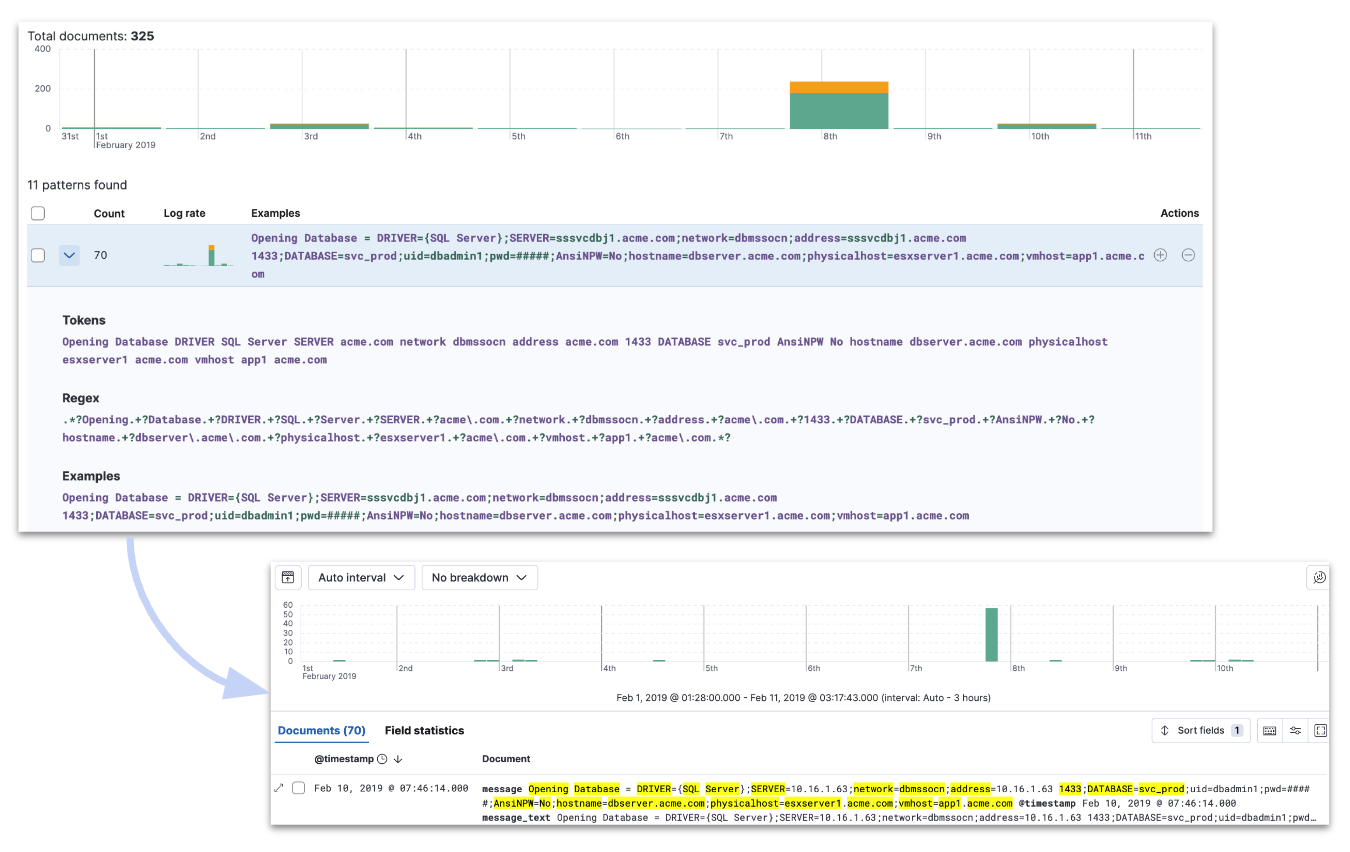 Total documents: 325
400
200
0
31st 1st 2nd 3rd 4th 5th 6th 7th 8th 9th 10th 11th
February 2019
11 patterns found
Count Log rate Examples Actions
Opening Database = DRIVER={SQL Server};SERVER=sssvcdbj1.acme.com;network=dbmssocn;address=sssvcdbj1.acme.com
70 1433;DATABASE=svc_prod;uid=dbadmin1;pwd=#####;AnsiNPW=No;hostname=dbserver.acme.com;physicalhost=esxserver1.acme.com;vmhost=app1.acme.c
om
Tokens
Opening Database DRIVER SQL Server SERVER acme.com network dbmssocn address acme.com 1433 DATABASE svc_prod AnsiNPW No hostname dbserver.acme.com physicalhost
esxserver1 acme.com vmhost app1 acme.com
Regex
.*?Opening.+?Database.+?DRIVER.+?SQL.+?Server.+?SERVER.+?acme\.com.+?network.+?dbmssocn.+?address.+?acme\.com.+?1433.+?DATABASE.+?svc_prod.+?AnsiNPW.+?No.+?
hostname.+?dbserver\.acme\.com.+?physicalhost.+?esxserver1.+?acme\.com.+?vmhost.+?app1.+?acme\.com.*?
Examples
Opening Database = DRIVER={SQL Server};SERVER=sssvcdbj1.acme.com;network=dbmssocn;address=sssvcdbj1.acme.com
1433;DATABASE=svc_prod;uid=dbadmin1;pwd=#####;AnsiNPW=No;hostname=dbserver.acme.com;physicalhost=esxserver1.acme.com;vmhost=app1.acme.com
Auto interval No breakdown
60
50
40
30
20
10
0
1st 2nd 3rd 4th 5th 6th 7th 8th 9th 10th
February 2019
Feb 1, 2019 @ 01:28:00.000 - Feb 11, 2019 @ 03:17:43.000 (interval: Auto - 3 hours)
Documents (70) Field statistics Sort fields 1
@timestamp Document
Feb 10, 2019 @ 07:46:14.000 message Opening Database = DRIVER={SQL Server};SERVER=10.16.1.63;network=dbmssocn;address=10.16.1.63 1433;DATABASE=svc_prod;uid=dbadmin1;pwd=####
#;AnsiNPW=No;hostname=dbserver.acme.com;physicalhost=esxserver1.acme.com;vmhost=app1.acme.com @timestamp Feb 10, 2019 @ 07:46:14.000
message_text Opening Database = DRIVER={SQL Server};SERVER=10.16.1.63;network=dbmssocn;address=10.16.1.63 1433;DATABASE=svc_prod;uid=dbadmin1;pwd…